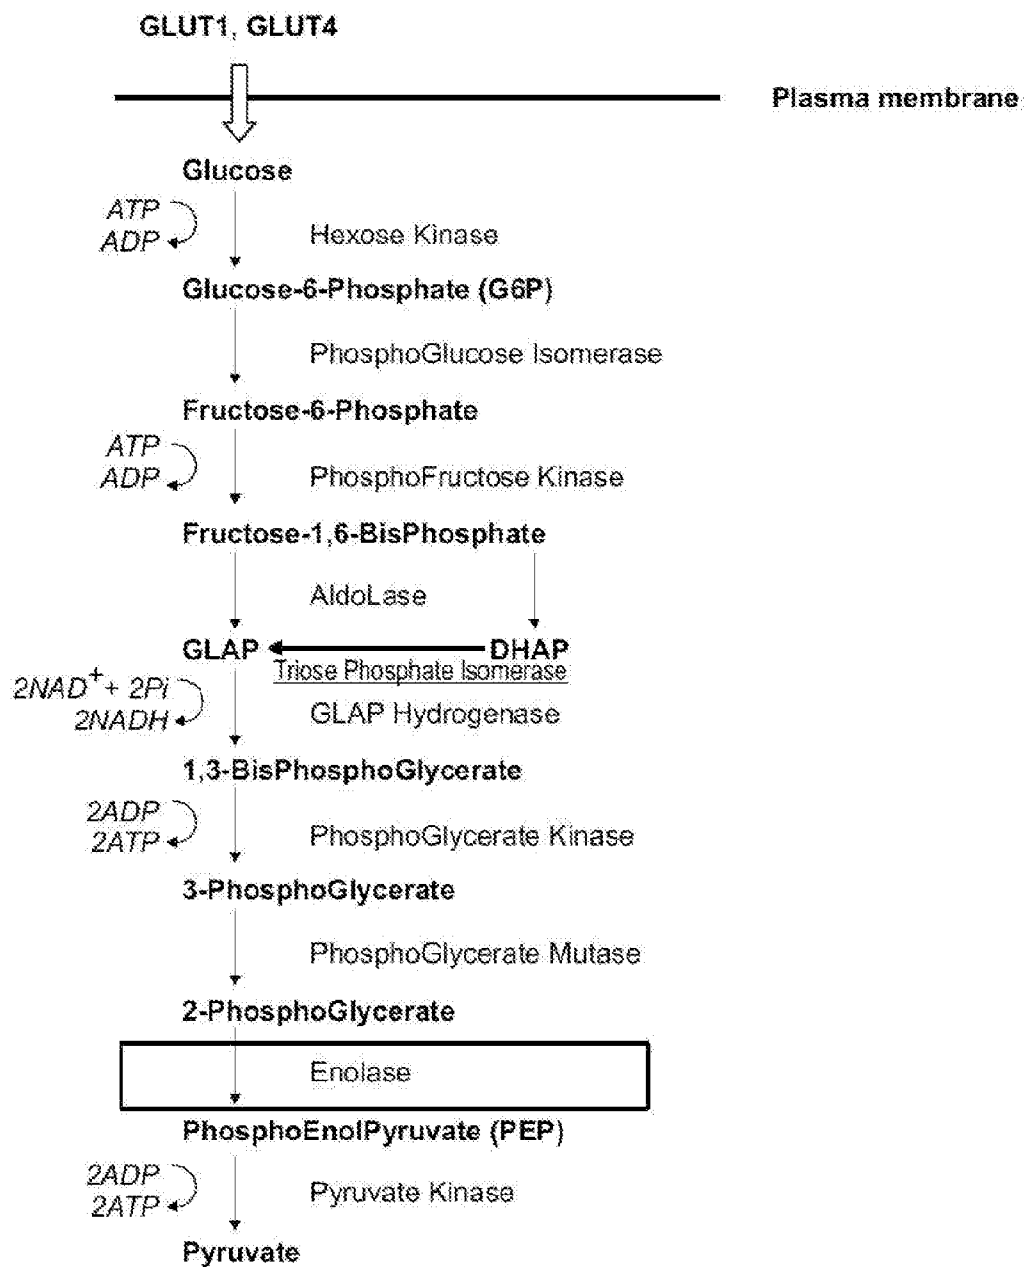 GLUT1, GLUT4
Plasma membrane
Glucose
ATP
ADP
Hexose Kinase
Glucose-6-Phosphate (G6P)
PhosphoGlucose Isomerase
Fructose-6-Phosphate
ATP
ADP
PhosphoFructose Kinase
Fructose-1,6-BisPhosphate
AldoLase
GLAP DHAP
Triose Phosphate Isomerase
2NAD⁺+ 2Pi
2NADH
GLAP Hydrogenase
1,3-BisPhosphoGlycerate
2ADP
2ATP
PhosphoGlycerate Kinase
3-PhosphoGlycerate
PhosphoGlycerate Mutase
2-PhosphoGlycerate
Enolase
PhosphoEnolPyruvate (PEP)
2ADP
2ATP
Pyruvate Kinase
Pyruvate